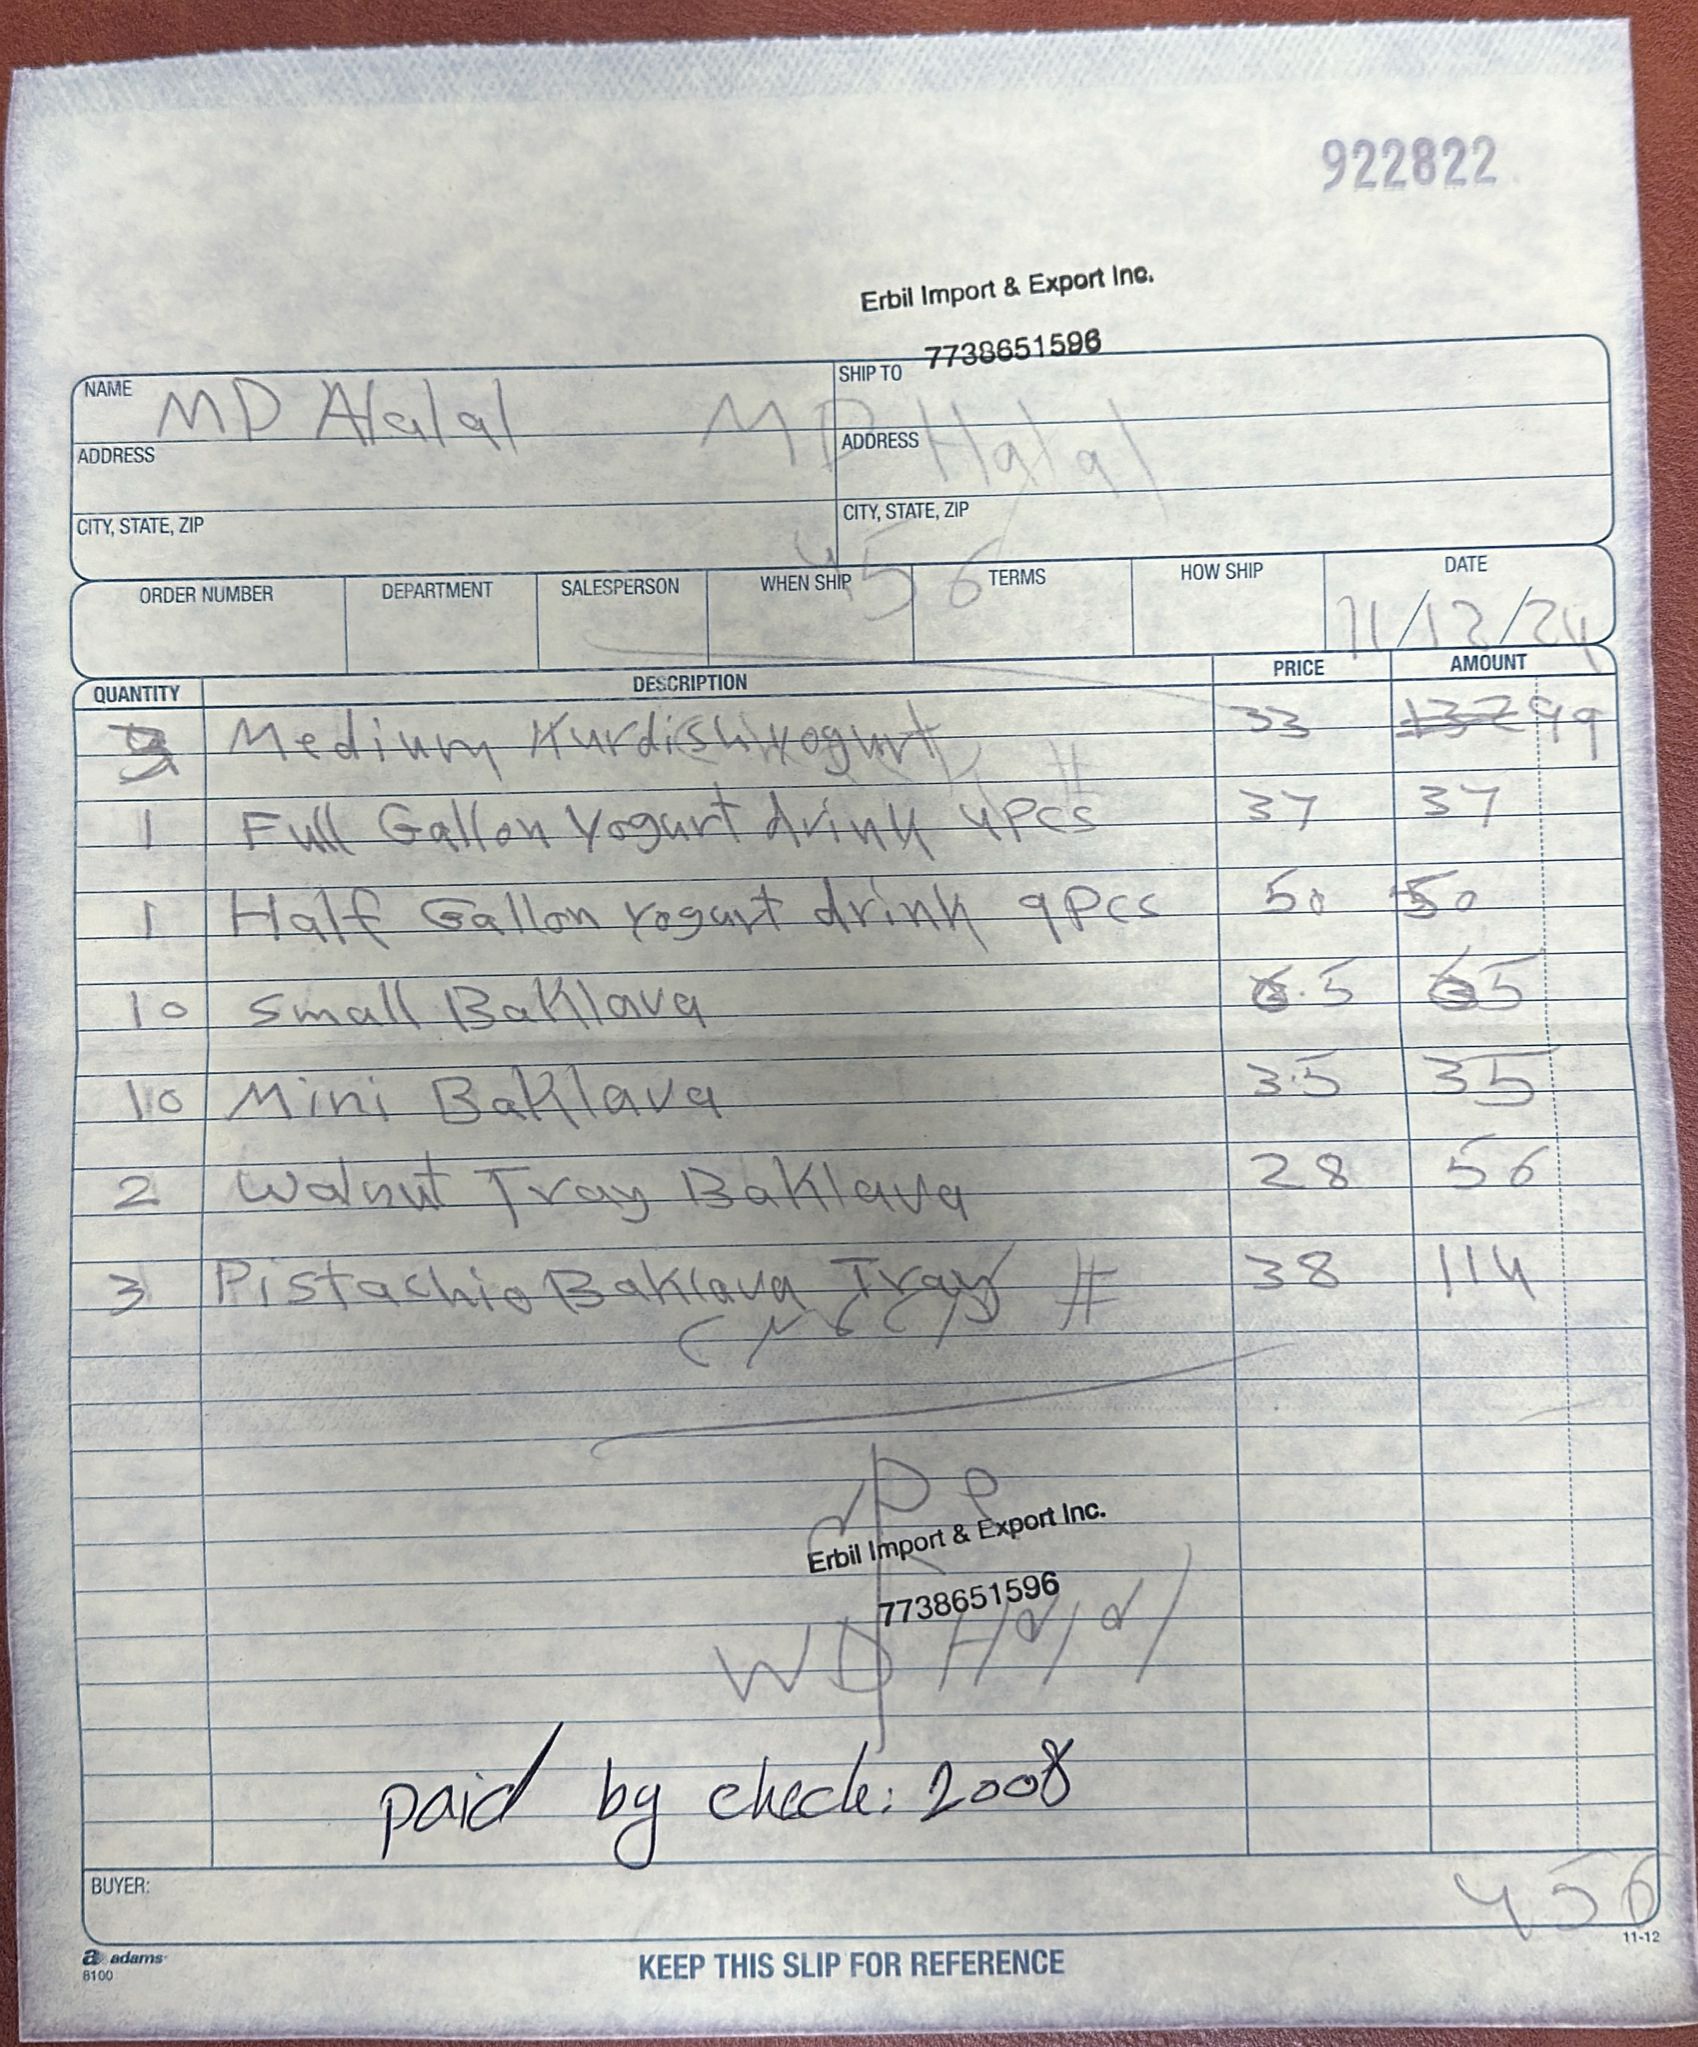 922822
Erbil Import & Export Inc.
7738651596
NAME MD Halal
SHIP TO
MD Halal
ADDRESS
ADDRESS
CITY, STATE, ZIP
CITY, STATE, ZIP
456
ORDER NUMBER DEPARTMENT SALESPERSON WHEN SHIP TERMS HOW SHIP DATE
11/12/24
QUANTITY DESCRIPTION PRICE AMOUNT
3 Medium Kurdish yogurt 33 132 99
1 Full Gallon Yogurt drink 4Pcs 37 37
1 Half Gallon Yogurt drink 9Pcs 50 50
10 Small Baklava 6.5 65
10 Mini Baklava 3.5 35
2 Walnut Tray Baklava 28 56
3 Pistachio Baklava Tray # 38 114
Erbil Import & Export Inc.
7738651596
paid by check: 2008
BUYER:
456
11-12
a adams
8100
KEEP THIS SLIP FOR REFERENCE